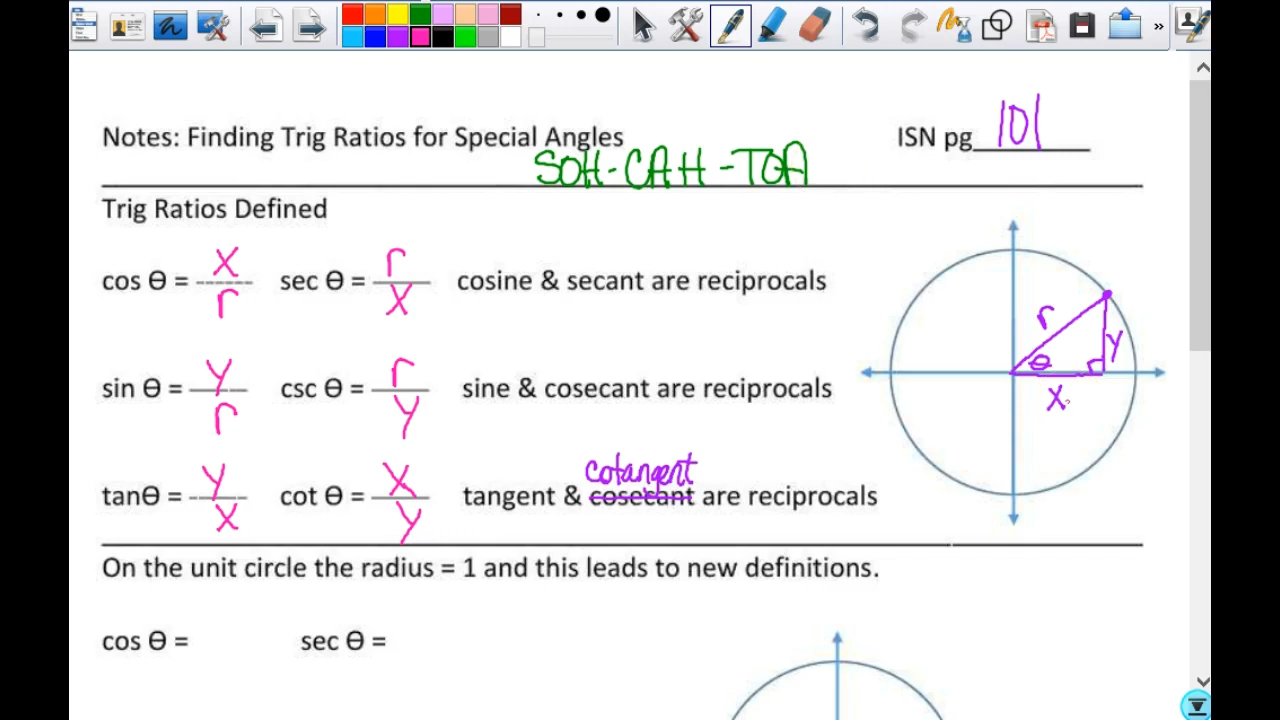 Notes: Finding Trig Ratios for Special Angles ISN pg 101
SOH-CAH-TOA
Trig Ratios Defined
cos Θ = x/r sec Θ = r/x cosine & secant are reciprocals
sin Θ = y/r csc Θ = r/y sine & cosecant are reciprocals
cotangent
tanΘ = y/x cot Θ = x/y tangent & cosecant are reciprocals
r
Θ
y
x
On the unit circle the radius = 1 and this leads to new definitions.
cos Θ = sec Θ =